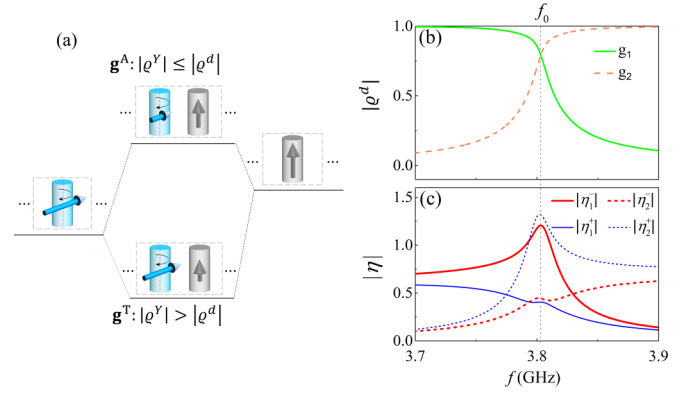 (a)
g^A: |ϱ^Y| ≤ |ϱ^d|
...
...
...
...
...
...
...
...
g^T: |ϱ^Y| > |ϱ^d|
f_0
(b)
g_1
g_2
|ϱ^d|
1.0
0.5
0.0
(c)
|η_1^-| |η_2^-|
|η_1^+| |η_2^+|
|η|
1.5
1.0
0.5
0.0
3.7 3.8 3.9
f (GHz)